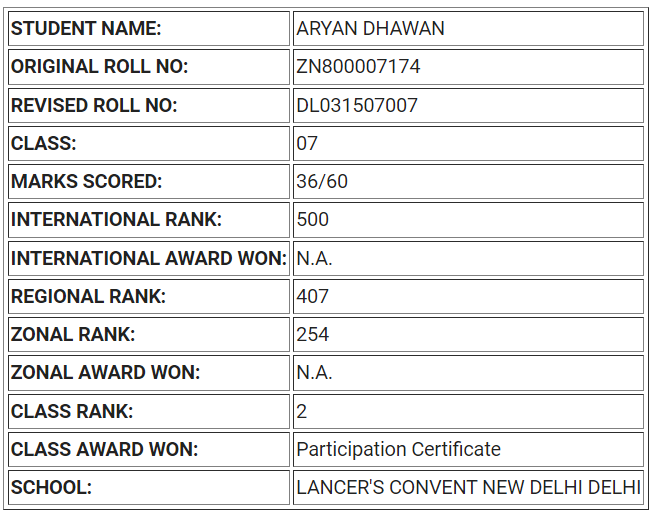 STUDENT NAME: ARYAN DHAWAN
ORIGINAL ROLL NO: ZN800007174
REVISED ROLL NO: DL031507007
CLASS: 07
MARKS SCORED: 36/60
INTERNATIONAL RANK: 500
INTERNATIONAL AWARD WON: N.A.
REGIONAL RANK: 407
ZONAL RANK: 254
ZONAL AWARD WON: N.A.
CLASS RANK: 2
CLASS AWARD WON: Participation Certificate
SCHOOL: LANCER'S CONVENT NEW DELHI DELHI